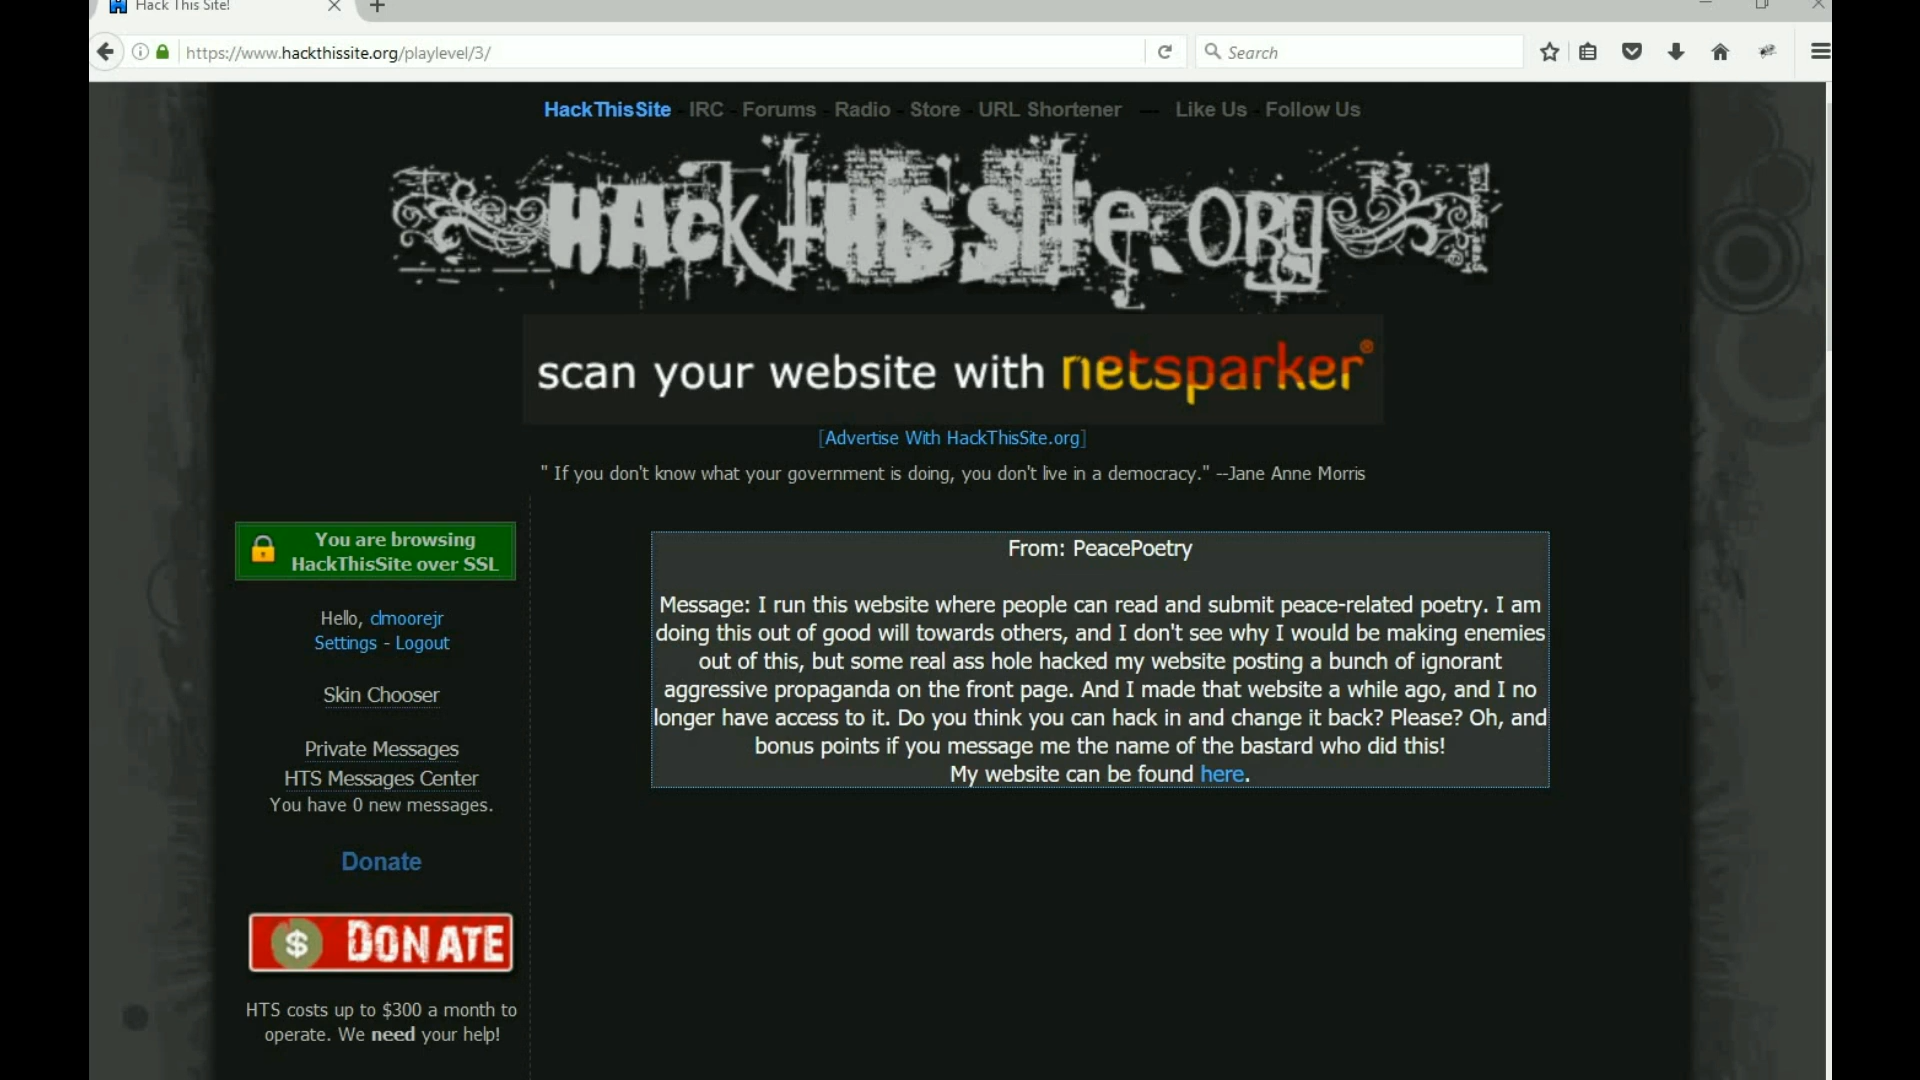 Hack This Site!
https://www.hackthissite.org/playlevel/3/
Search
HackThisSite - IRC - Forums - Radio - Store - URL Shortener — Like Us - Follow Us
HackThisSite.ORG
scan your website with netsparker®
[Advertise With HackThisSite.org]
" If you don't know what your government is doing, you don't live in a democracy." --Jane Anne Morris
You are browsing
HackThisSite over SSL
Hello, clmoorejr
Settings - Logout
Skin Chooser
Private Messages
HTS Messages Center
You have 0 new messages.
Donate
$ DONATE
HTS costs up to $300 a month to
operate. We need your help!
From: PeacePoetry
Message: I run this website where people can read and submit peace-related poetry. I am
doing this out of good will towards others, and I don't see why I would be making enemies
out of this, but some real ass hole hacked my website posting a bunch of ignorant
aggressive propaganda on the front page. And I made that website a while ago, and I no
longer have access to it. Do you think you can hack in and change it back? Please? Oh, and
bonus points if you message me the name of the bastard who did this!
My website can be found here.